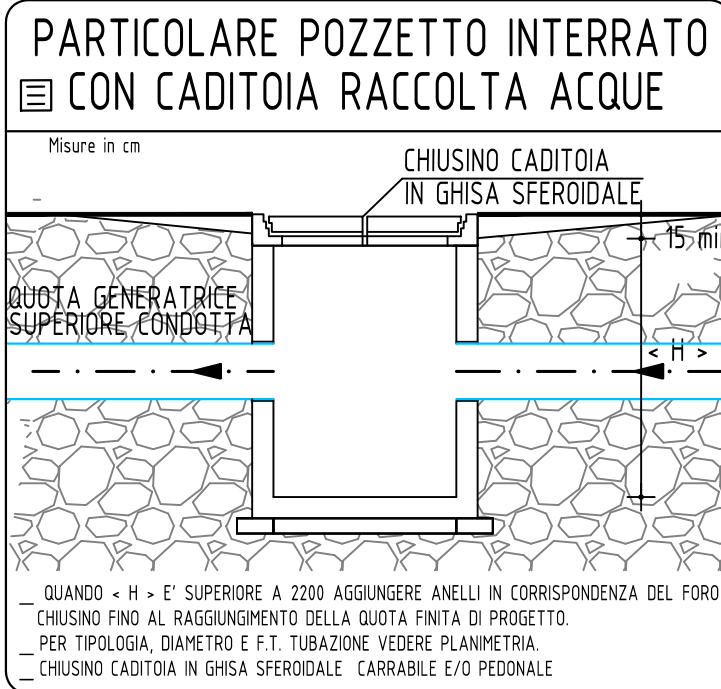 PARTICOLARE POZZETTO INTERRATO
CON CADITOIA RACCOLTA ACQUE
Misure in cm
CHIUSINO CADITOIA
IN GHISA SFEROIDALE
15 min
QUOTA GENERATRICE
SUPERIORE CONDOTTA
< H >
_ QUANDO < H > E' SUPERIORE A 2200 AGGIUNGERE ANELLI IN CORRISPONDENZA DEL FORO
CHIUSINO FINO AL RAGGIUNGIMENTO DELLA QUOTA FINITA DI PROGETTO.
_ PER TIPOLOGIA, DIAMETRO E F.T. TUBAZIONE VEDERE PLANIMETRIA.
_ CHIUSINO CADITOIA IN GHISA SFEROIDALE CARRABILE E/O PEDONALE